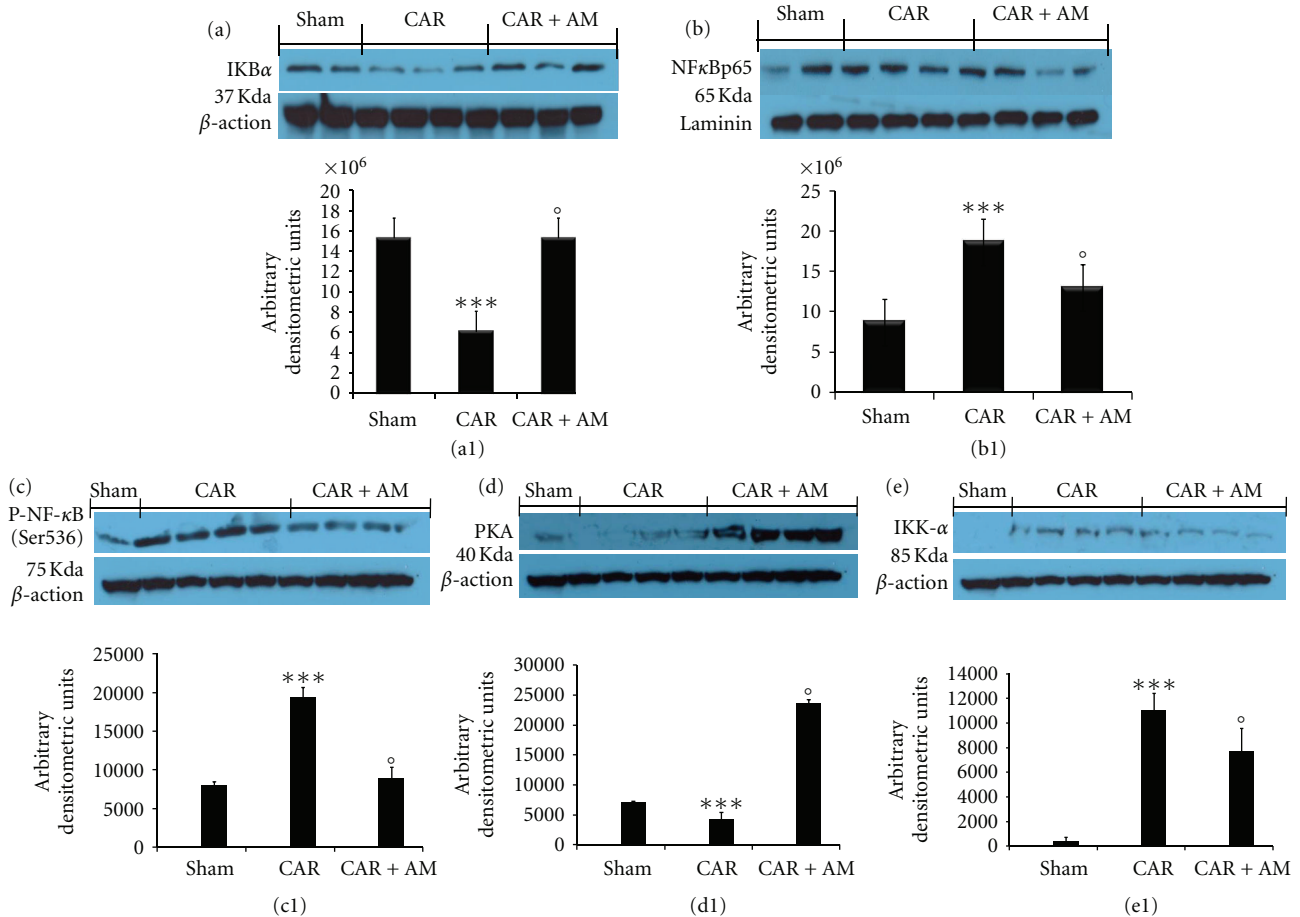 (a)
Sham CAR CAR + AM
IKBα
37 Kda
β-action
×10⁶
Arbitrary
densitometric units
20
18
16
14
12
10
8
6
4
2
0
***
°
Sham CAR CAR + AM
(a1)
(b)
Sham CAR CAR + AM
NFκBp65
65 Kda
Laminin
×10⁶
Arbitrary
densitometric units
25
20
15
10
5
0
***
°
Sham CAR CAR + AM
(b1)
(c)
Sham CAR CAR + AM
P-NF-κB
(Ser536)
75 Kda
β-action
Arbitrary
densitometric units
25000
20000
15000
10000
5000
0
***
°
Sham CAR CAR + AM
(c1)
(d)
Sham CAR CAR + AM
PKA
40 Kda
β-action
Arbitrary
densitometric units
30000
25000
20000
15000
10000
5000
0
***
°
Sham CAR CAR + AM
(d1)
(e)
Sham CAR CAR + AM
IKK-α
85 Kda
β-action
Arbitrary
densitometric units
14000
12000
10000
8000
6000
4000
2000
0
***
°
Sham CAR CAR + AM
(e1)